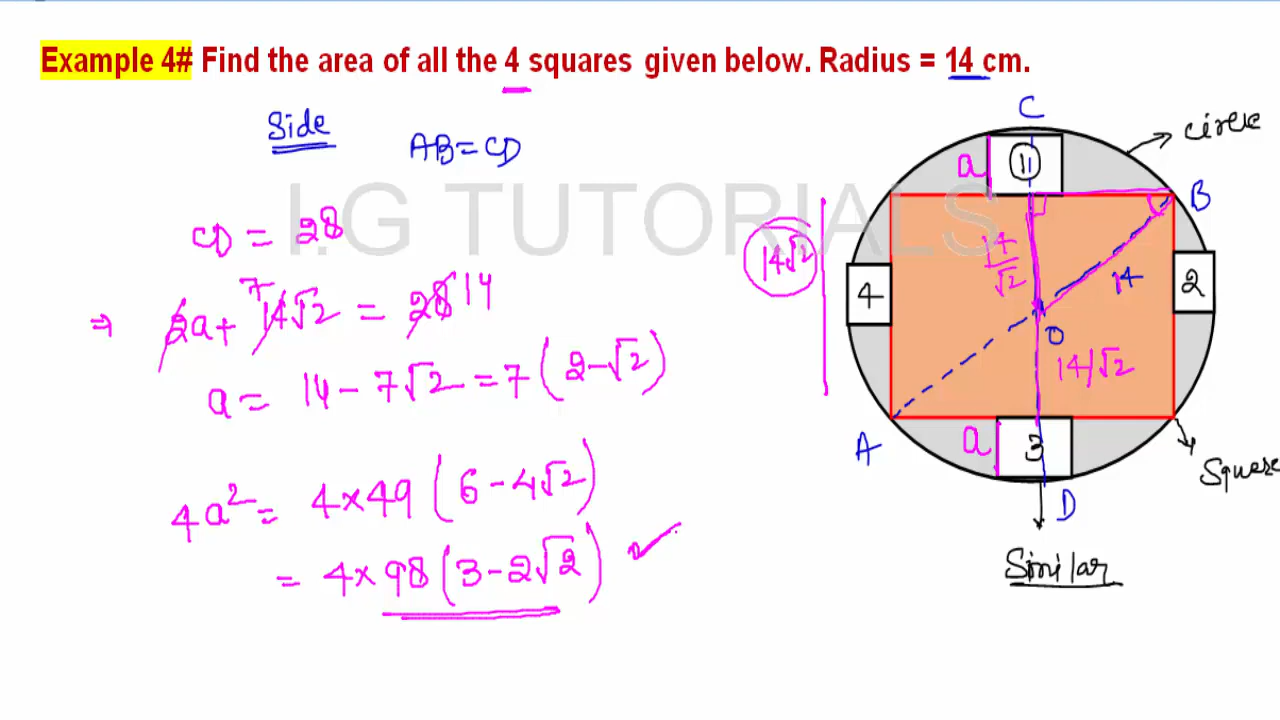 Example 4# Find the area of all the 4 squares given below. Radius = 14 cm.
Side
AB = CD
I.G TUTORIALS
CD = 28
⇒ 2a + 14√2 = 28 14
7
a = 14 - 7√2 = 7(2-√2)
4a² = 4×49(6-4√2)
= 4×98(3-2√2)
14√2
C
circle
a
1
B
14/√2
14
4
2
O
14/√2
A
a
3
Square
D
Similar